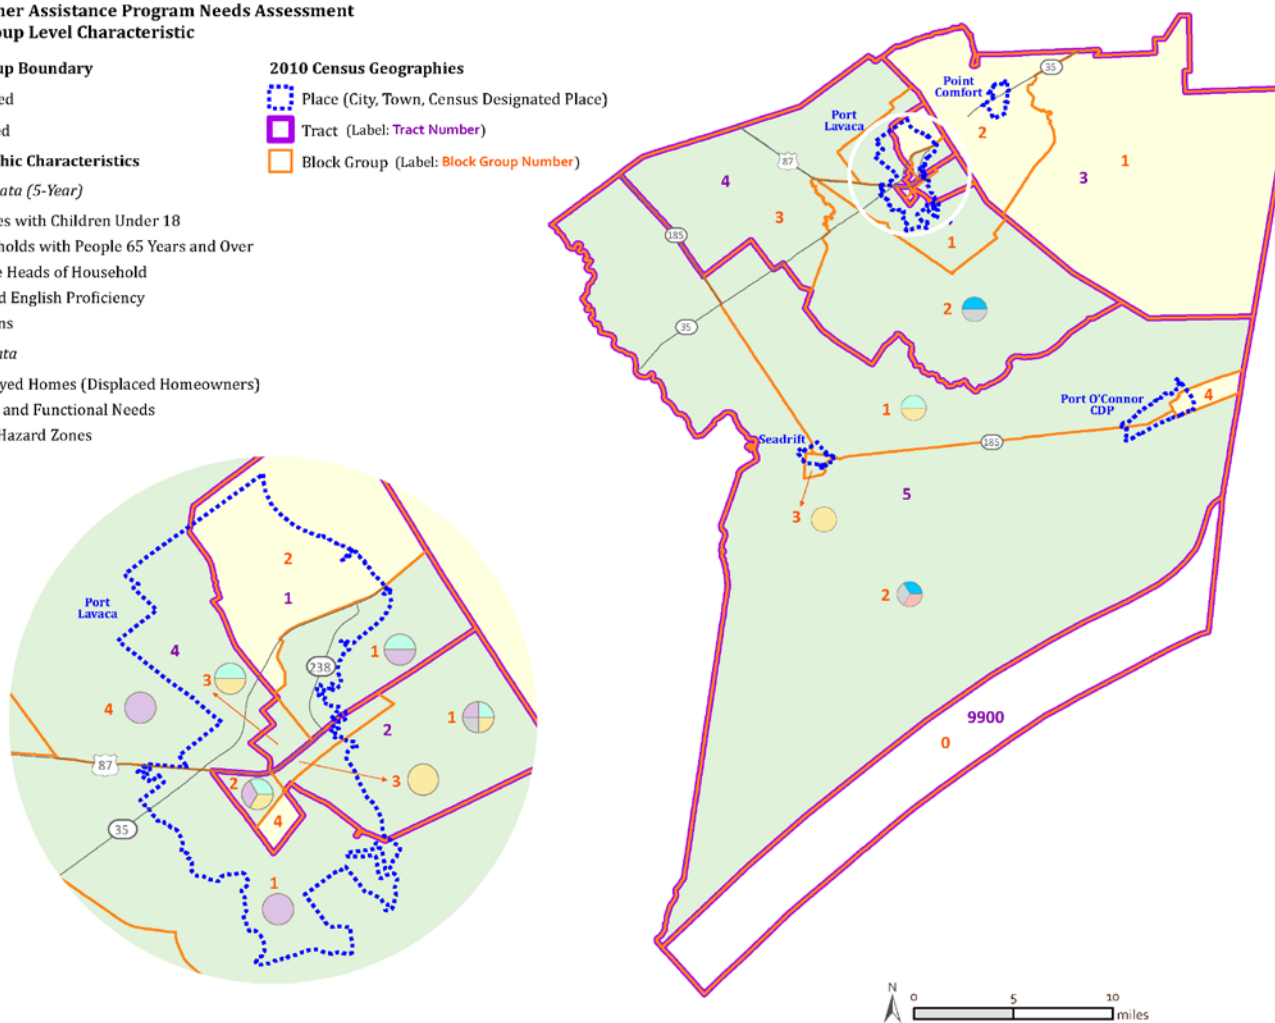 ner Assistance Program Needs Assessment
oup Level Characteristic
up Boundary
ed
ed
hic Characteristics
ata (5-Year)
es with Children Under 18
holds with People 65 Years and Over
e Heads of Household
d English Proficiency
ns
ata
yed Homes (Displaced Homeowners)
and Functional Needs
Hazard Zones
2010 Census Geographies
Place (City, Town, Census Designated Place)
Tract (Label: Tract Number)
Block Group (Label: Block Group Number)
35
Point
Comfort
2
Port
Lavaca
87
4
3
1
3
185
1
2
35
1
Port O'Connor
CDP
4
Seadrift
185
5
3
2
9900
0
2
1
Port
Lavaca
4
238
1
3
4
1
2
87
2
3
4
35
1
N
0
5
10
miles